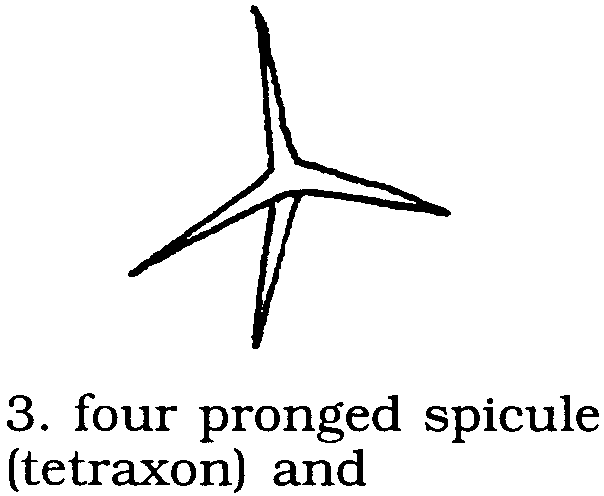 3. four pronged spicule
(tetraxon) and